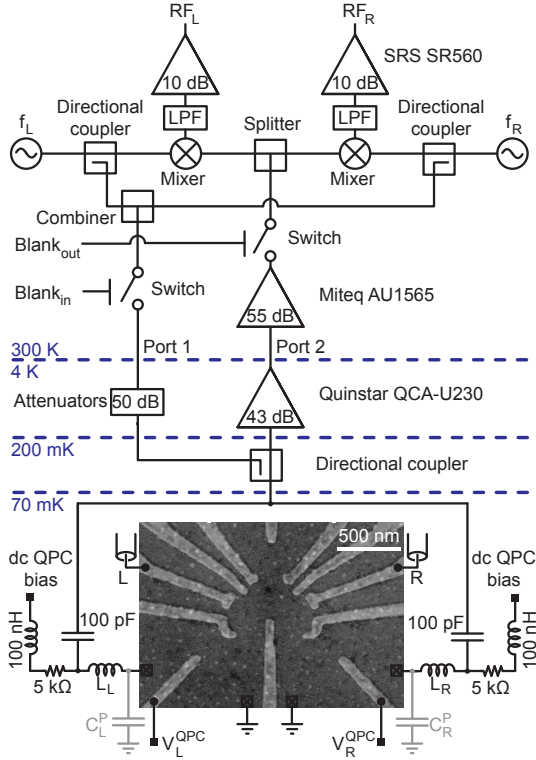 RF_L
RF_R
SRS SR560
10 dB
10 dB
f_L
Directional
coupler
LPF
Splitter
LPF
Directional
coupler
f_R
Mixer
Mixer
Combiner
Blank_out
Switch
Blank_in
Switch
Miteq AU1565
55 dB
300 K
Port 1
Port 2
4 K
Attenuators
50 dB
Quinstar QCA-U230
43 dB
200 mK
Directional coupler
70 mK
500 nm
dc QPC
bias
L
R
dc QPC
bias
100 nH
100 pF
100 pF
100 nH
5 kΩ
L_L
L_R
5 kΩ
C_L^P
V_L^QPC
V_R^QPC
C_R^P